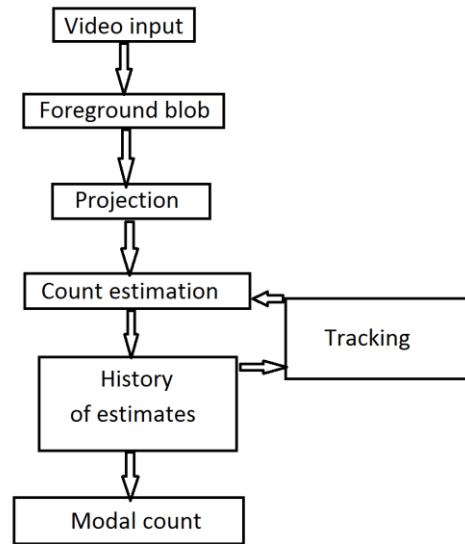 Video input
Foreground blob
Projection
Count estimation
Tracking
History
of estimates
Modal count